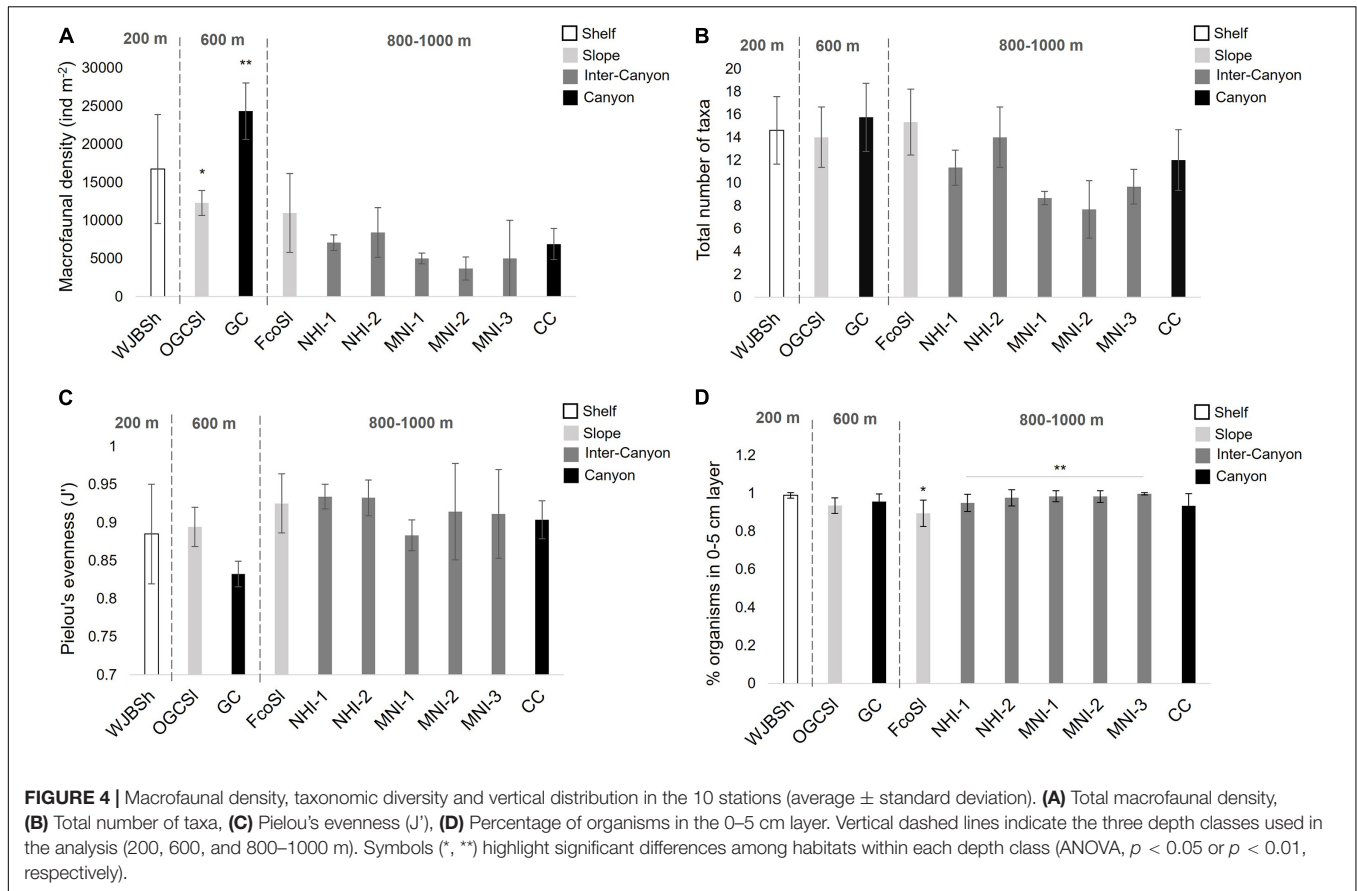 A
200 m
600 m
800-1000 m
Shelf
Slope
Inter-Canyon
Canyon
Macrofaunal density (ind m-2)
30000
25000
20000
15000
10000
5000
0
*
**
WJBSh
OGCSl
GC
FcoSl
NHI-1
NHI-2
MNI-1
MNI-2
MNI-3
CC
B
200 m
600 m
800-1000 m
Shelf
Slope
Inter-Canyon
Canyon
Total number of taxa
20
18
16
14
12
10
8
6
4
2
0
WJBSh
OGCSl
GC
FcoSl
NHI-1
NHI-2
MNI-1
MNI-2
MNI-3
CC
C
200 m
600 m
800-1000 m
Shelf
Slope
Inter-Canyon
Canyon
Pielou's evenness (J')
1
0.95
0.9
0.85
0.8
0.75
0.7
WJBSh
OGCSl
GC
FcoSl
NHI-1
NHI-2
MNI-1
MNI-2
MNI-3
CC
D
200 m
600 m
800-1000 m
Shelf
Slope
Inter-Canyon
Canyon
% organisms in 0-5 cm layer
1.2
1
0.8
0.6
0.4
0.2
0
*
**
WJBSh
OGCSl
GC
FcoSl
NHI-1
NHI-2
MNI-1
MNI-2
MNI-3
CC
FIGURE 4 | Macrofaunal density, taxonomic diversity and vertical distribution in the 10 stations (average ± standard deviation). (A) Total macrofaunal density,
(B) Total number of taxa, (C) Pielou's evenness (J'), (D) Percentage of organisms in the 0–5 cm layer. Vertical dashed lines indicate the three depth classes used in
the analysis (200, 600, and 800–1000 m). Symbols (*, **) highlight significant differences among habitats within each depth class (ANOVA, p < 0.05 or p < 0.01,
respectively).